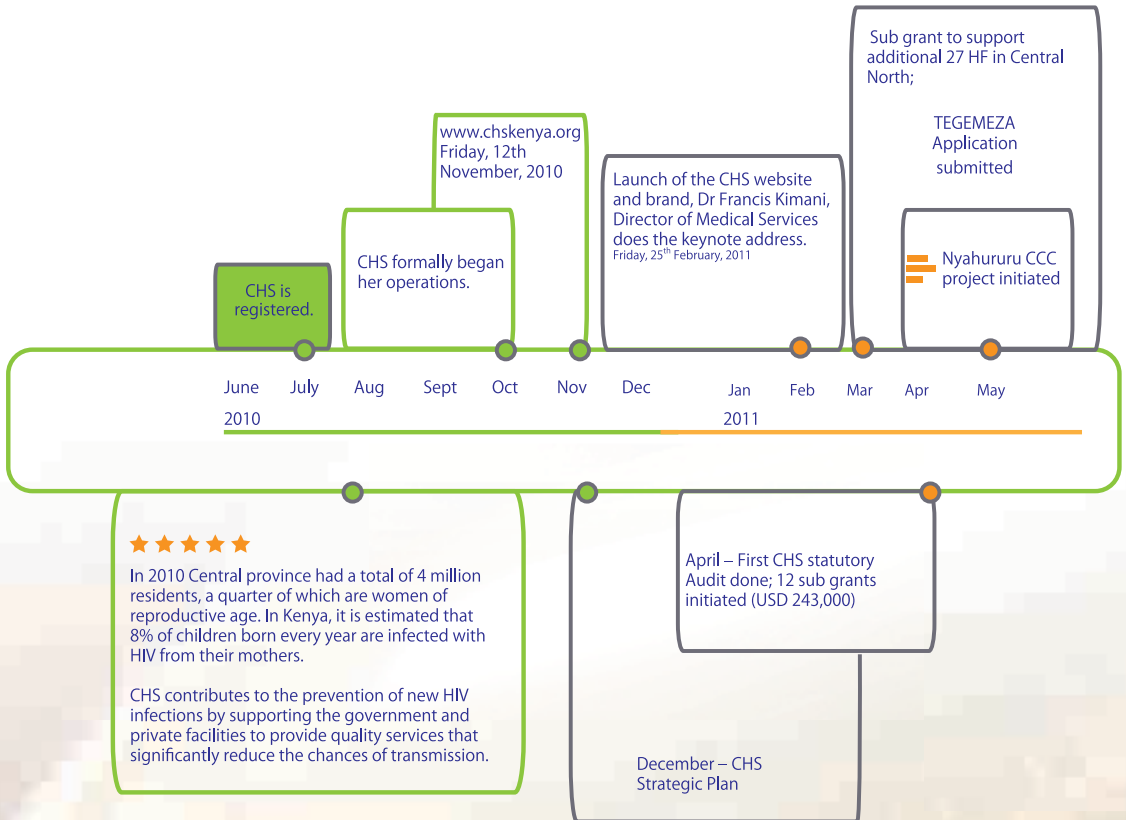 Sub grant to support
additional 27 HF in Central
North;
TEGEMEZA
Application
submitted
www.chskenya.org
Friday, 12th
November, 2010
Launch of the CHS website
and brand, Dr Francis Kimani,
Director of Medical Services
does the keynote address.
Friday, 25th February, 2011
CHS formally began
her operations.
Nyahururu CCC
project initiated
CHS is
registered.
June July Aug Sept Oct Nov Dec Jan Feb Mar Apr May
2010 2011
In 2010 Central province had a total of 4 million
residents, a quarter of which are women of
reproductive age. In Kenya, it is estimated that
8% of children born every year are infected with
HIV from their mothers.
CHS contributes to the prevention of new HIV
infections by supporting the government and
private facilities to provide quality services that
significantly reduce the chances of transmission.
April – First CHS statutory
Audit done; 12 sub grants
initiated (USD 243,000)
December – CHS
Strategic Plan